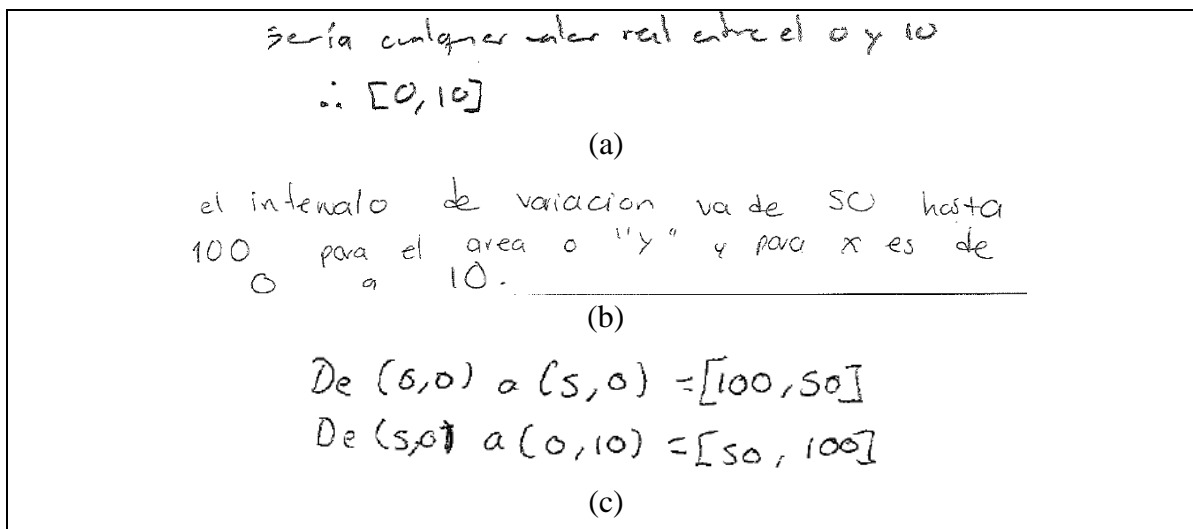 sería cualquier valor real entre el 0 y 10
∴ [0,10]
(a)
el intervalo de variacion va de 50 hasta
100 para el area o "y" y para x es de
0 a 10.
(b)
De (0,0) a (5,0) =[100,50]
De (5,0) a (0,10) =[50, 100]
(c)